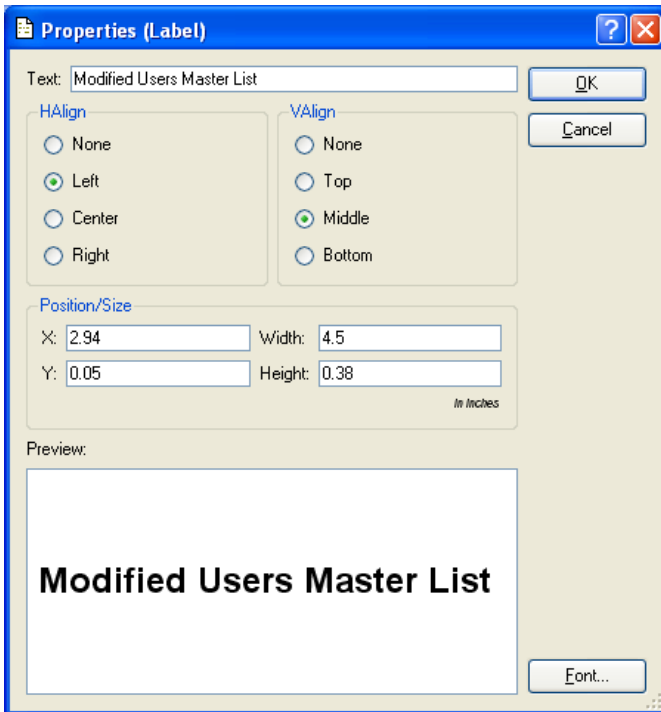 Properties (Label)
Text: Modified Users Master List
OK
Cancel
HAlign
None
Left
Center
Right
VAlign
None
Top
Middle
Bottom
Position/Size
X: 2.94 Width: 4.5
Y: 0.05 Height: 0.38
In Inches
Preview:
Modified Users Master List
Font...